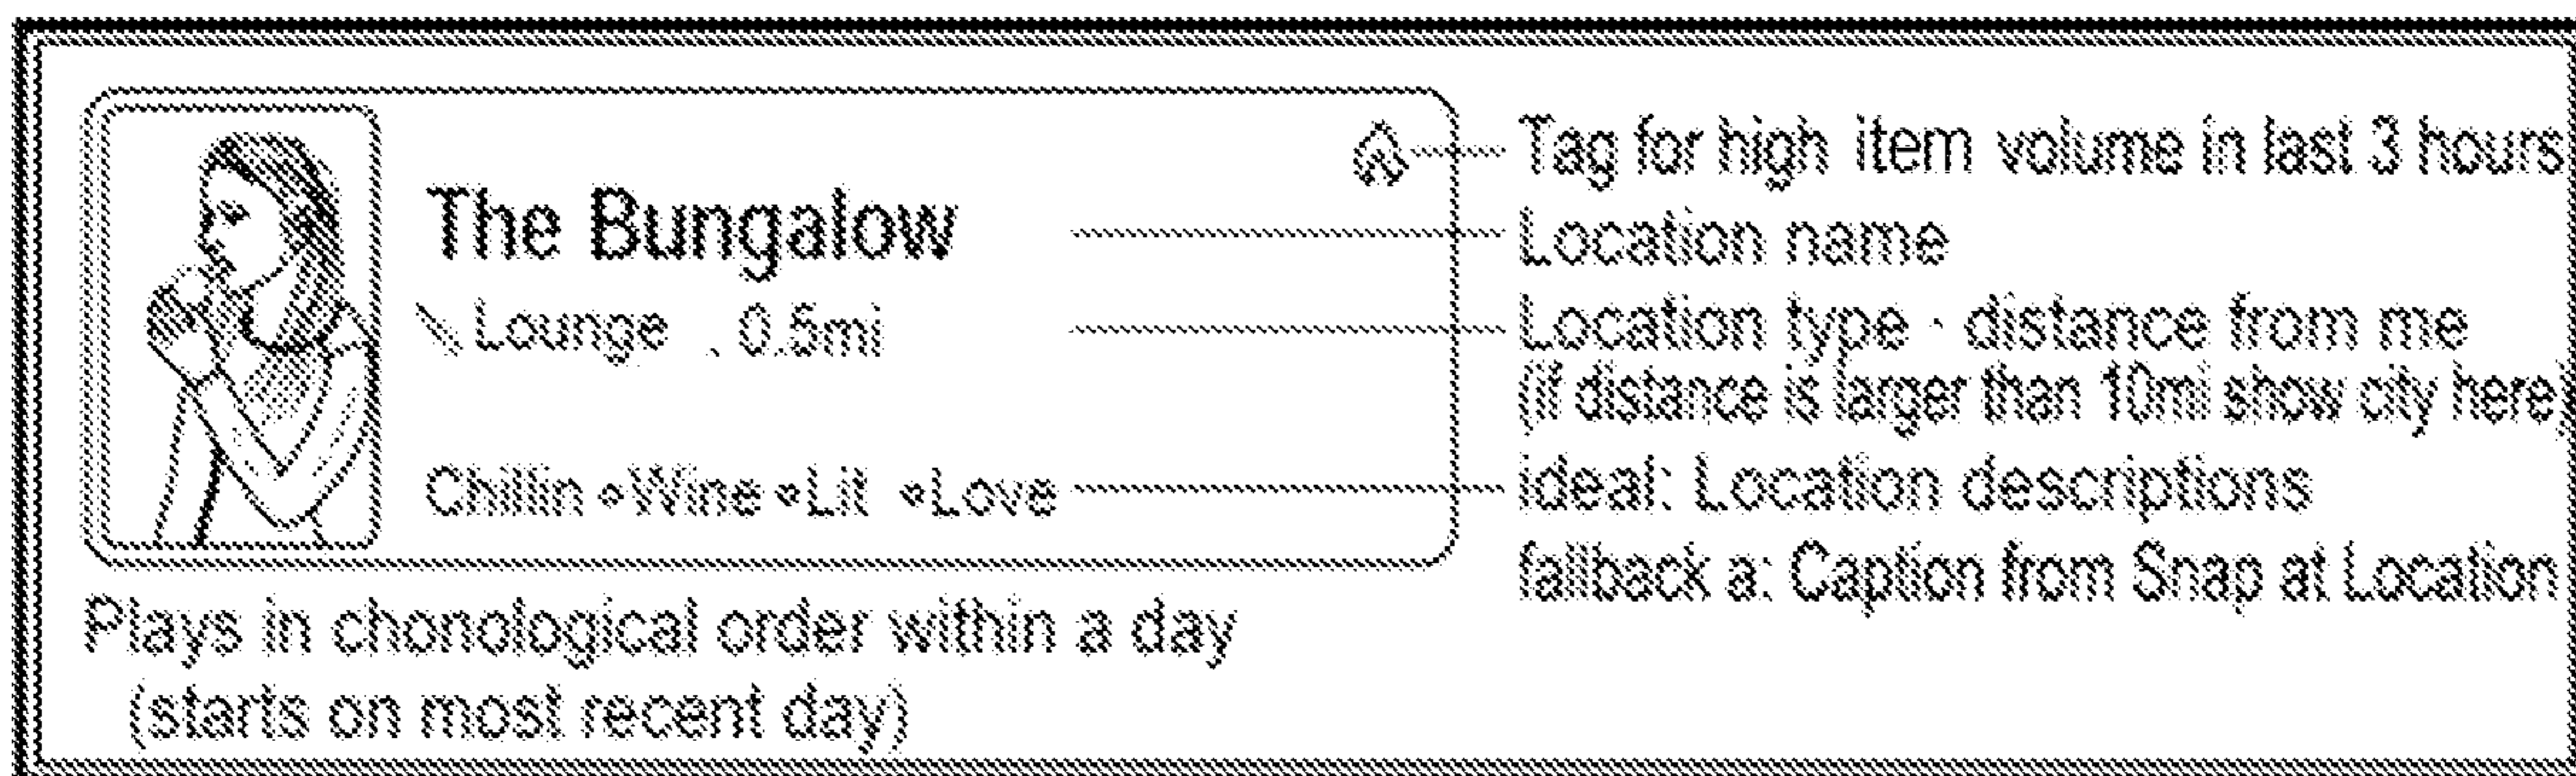 Tag for high item volume in last 3 hours
The Bungalow
Location name
Lounge . 0.5mi
Location type · distance from me
(if distance is larger than 10mi show city here)
Chillin •Wine •Lit •Love
ideal: Location descriptions
fallback a: Caption from Snap at Location
Plays in chonological order within a day
(starts on most recent day)